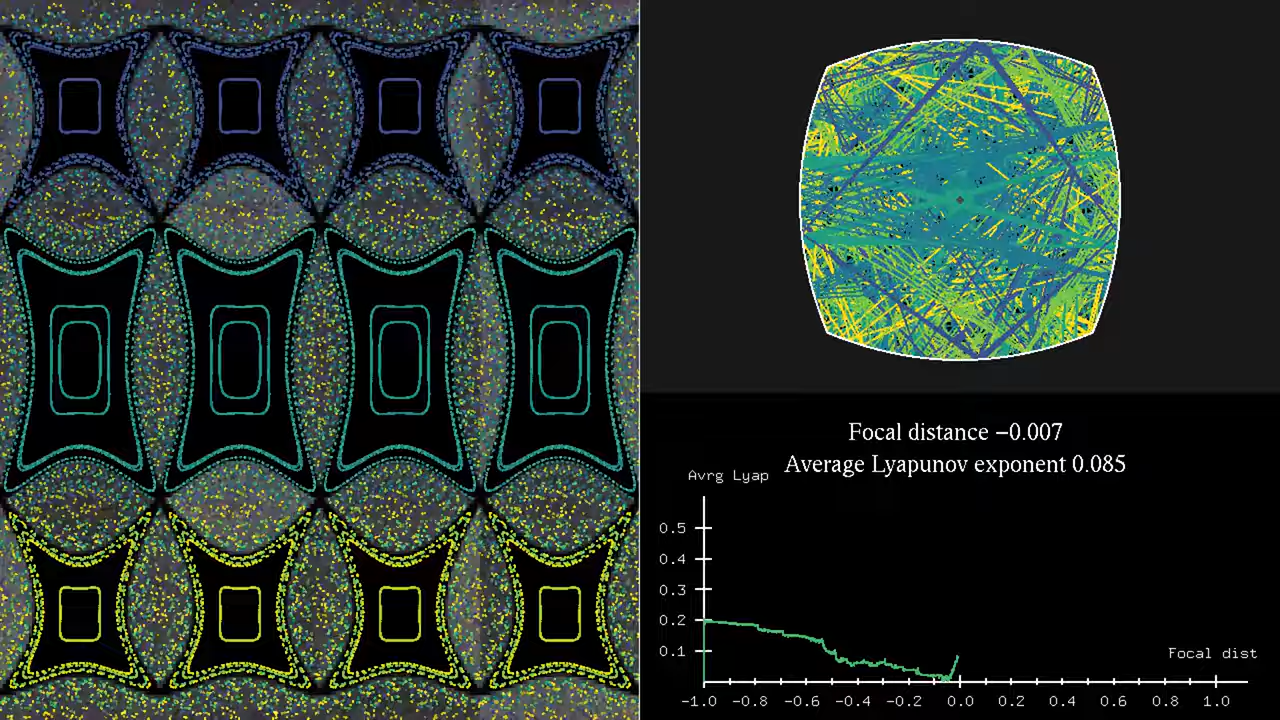 Focal distance −0.007
Average Lyapunov exponent 0.085
Avrg Lyap
0.5
0.4
0.3
0.2
0.1
Focal dist
-1.0 -0.8 -0.6 -0.4 -0.2 0.0 0.2 0.4 0.6 0.8 1.0